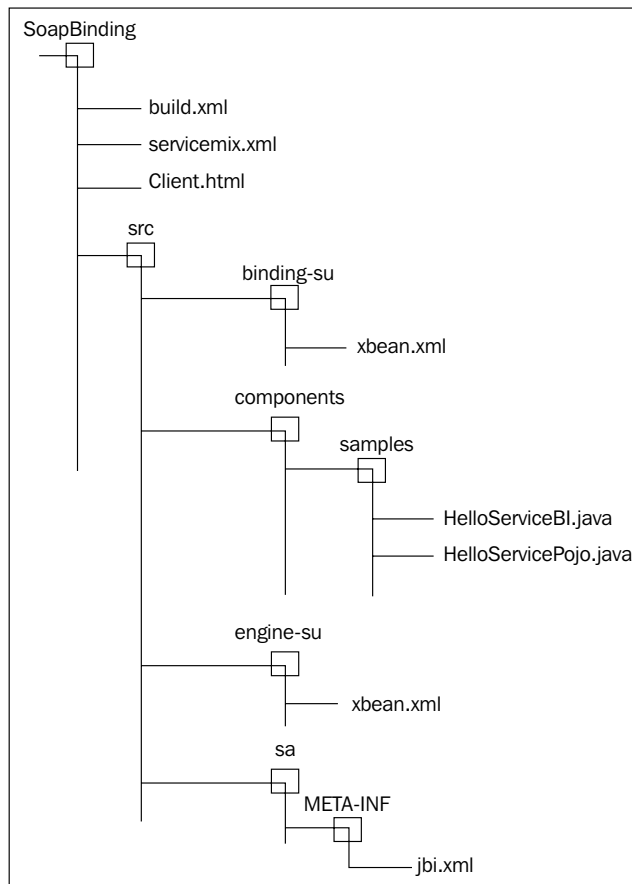 SoapBinding
build.xml
servicemix.xml
Client.html
src
binding-su
xbean.xml
components
samples
HelloServiceBI.java
HelloServicePojo.java
engine-su
xbean.xml
sa
META-INF
jbi.xml